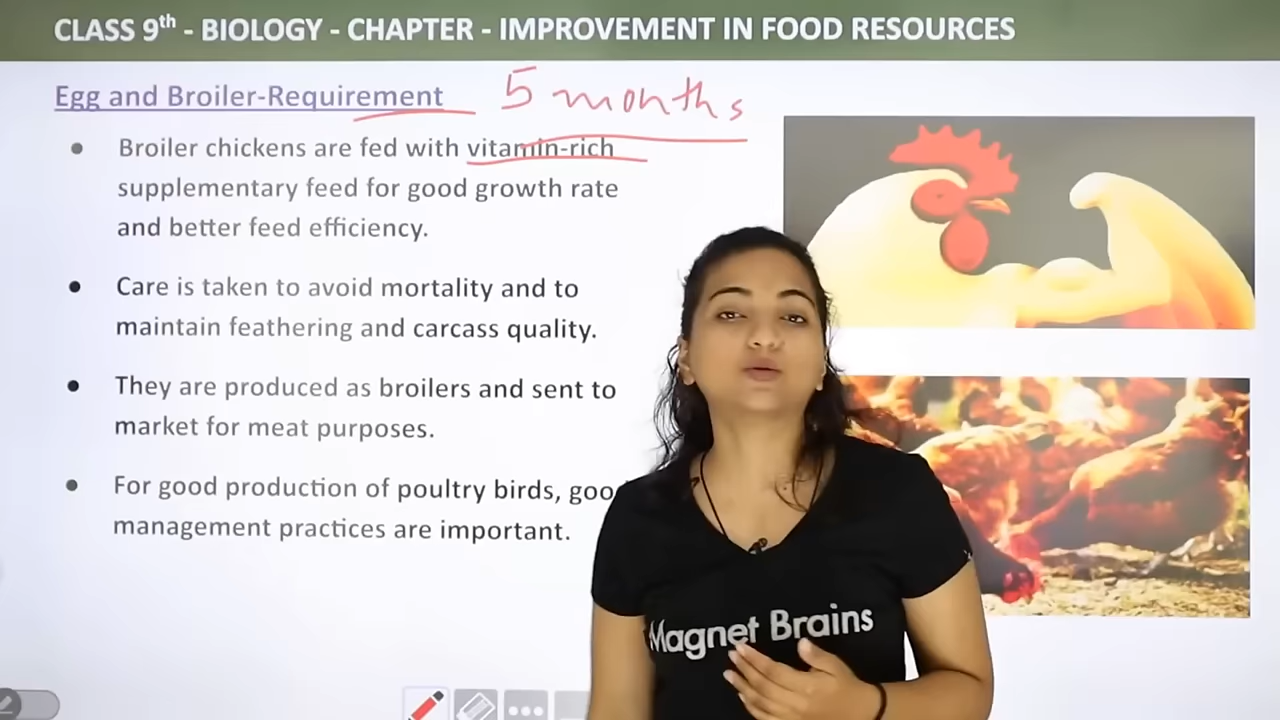 CLASS 9th - BIOLOGY - CHAPTER - IMPROVEMENT IN FOOD RESOURCES
Egg and Broiler-Requirement 5 months
• Broiler chickens are fed with vitamin-rich
supplementary feed for good growth rate
and better feed efficiency.
• Care is taken to avoid mortality and to
maintain feathering and carcass quality.
• They are produced as broilers and sent to
market for meat purposes.
• For good production of poultry birds, goo
management practices are important.
Magnet Brains